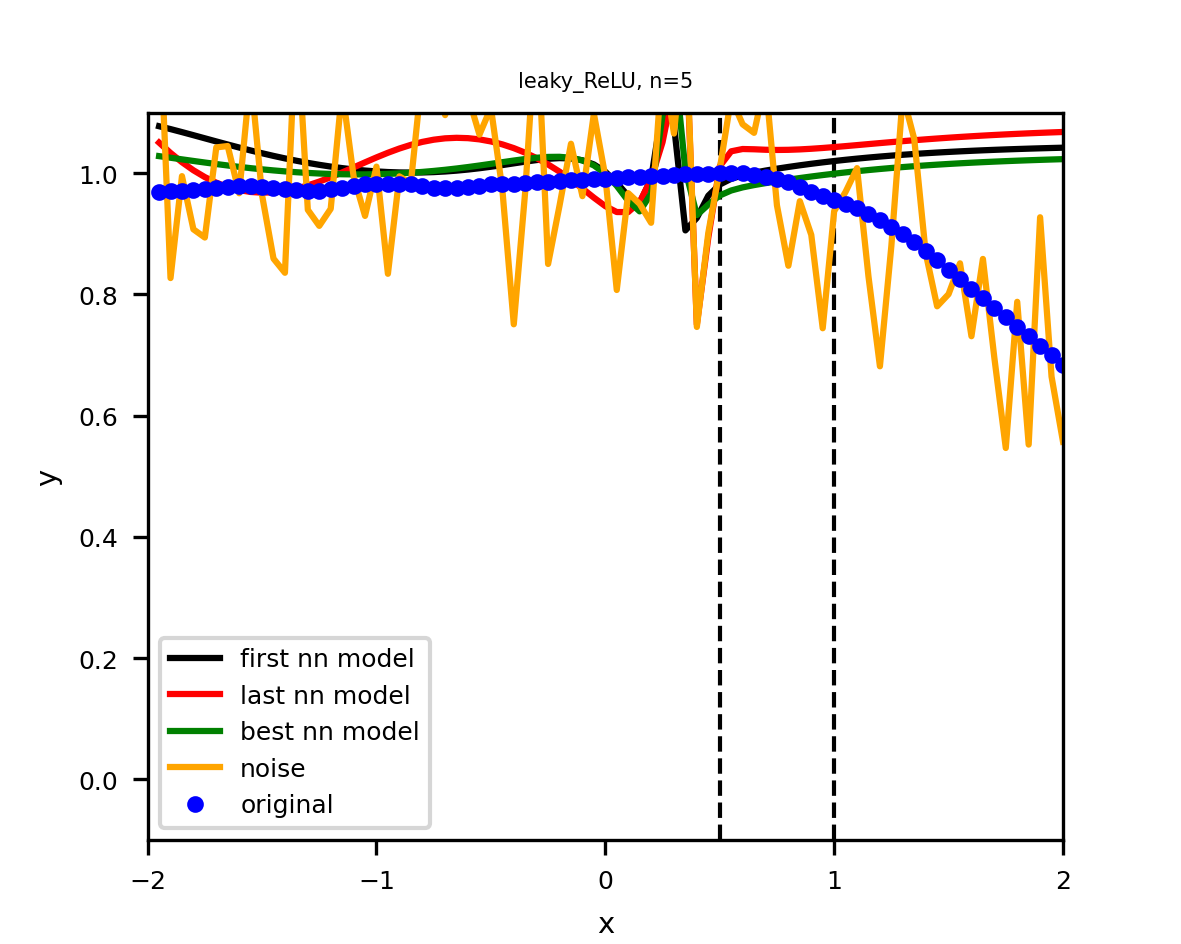 leaky_ReLU, n=5
1.0
0.8
0.6
0.4
0.2
0.0
y
first nn model
last nn model
best nn model
noise
original
−2
−1
0
1
2
x